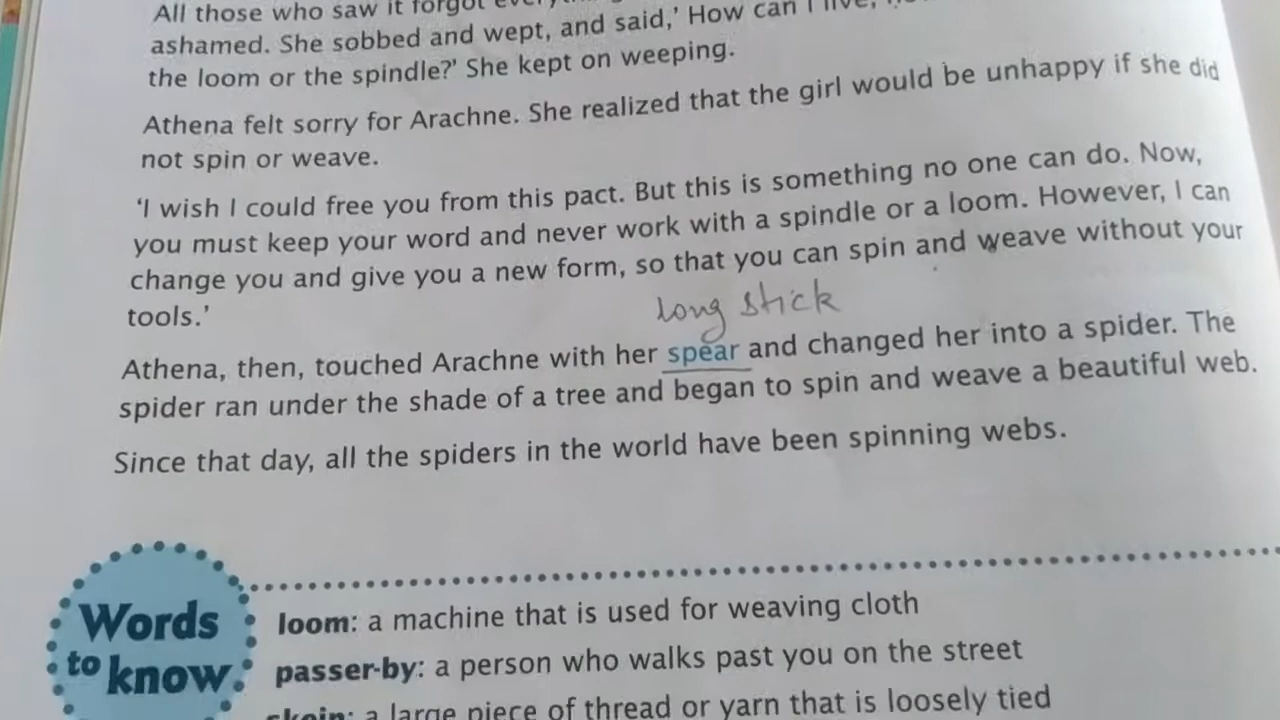 All those who saw it forgot
ashamed. She sobbed and wept, and said,' How can I live,
the loom or the spindle?' She kept on weeping.
Athena felt sorry for Arachne. She realized that the girl would be unhappy if she did
not spin or weave.
'I wish I could free you from this pact. But this is something no one can do. Now,
you must keep your word and never work with a spindle or a loom. However, I can
change you and give you a new form, so that you can spin and weave without your
tools.'
long stick
Athena, then, touched Arachne with her spear and changed her into a spider. The
spider ran under the shade of a tree and began to spin and weave a beautiful web.
Since that day, all the spiders in the world have been spinning webs.
Words
to know
loom: a machine that is used for weaving cloth
passer-by: a person who walks past you on the street
skein: a large piece of thread or yarn that is loosely tied